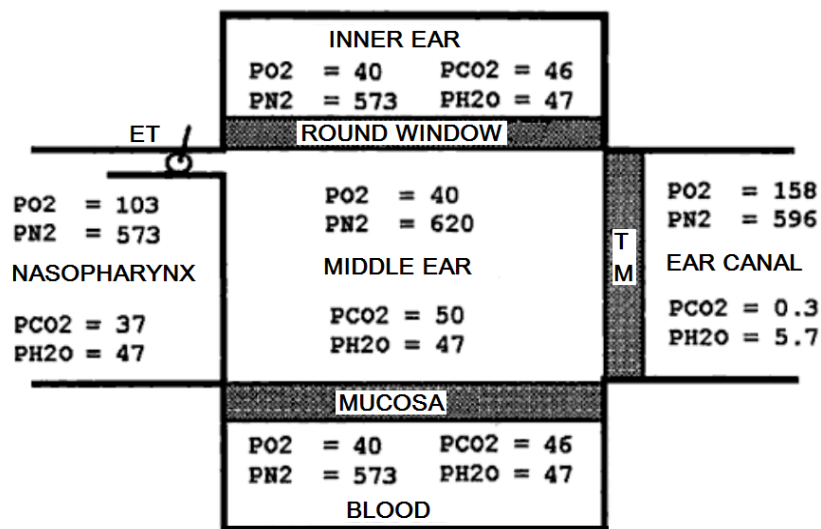 INNER EAR
PO2 = 40 PCO2 = 46
PN2 = 573 PH2O = 47
ET
ROUND WINDOW
PO2 = 103
PN2 = 573
NASOPHARYNX
PCO2 = 37
PH2O = 47
PO2 = 40
PN2 = 620
MIDDLE EAR
PCO2 = 50
PH2O = 47
T
M
PO2 = 158
PN2 = 596
EAR CANAL
PCO2 = 0.3
PH2O = 5.7
MUCOSA
PO2 = 40 PCO2 = 46
PN2 = 573 PH2O = 47
BLOOD